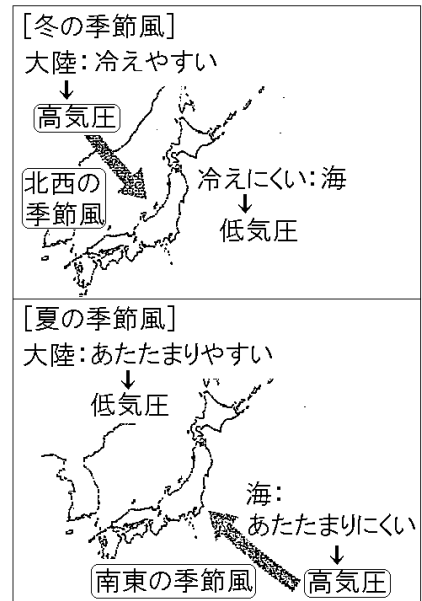 [冬の季節風]
大陸：冷えやすい
↓
高気圧
北西の
季節風
冷えにくい：海
↓
低気圧
[夏の季節風]
大陸：あたたまりやすい
↓
低気圧
海：
あたたまりにくい
↓
南東の季節風
高気圧